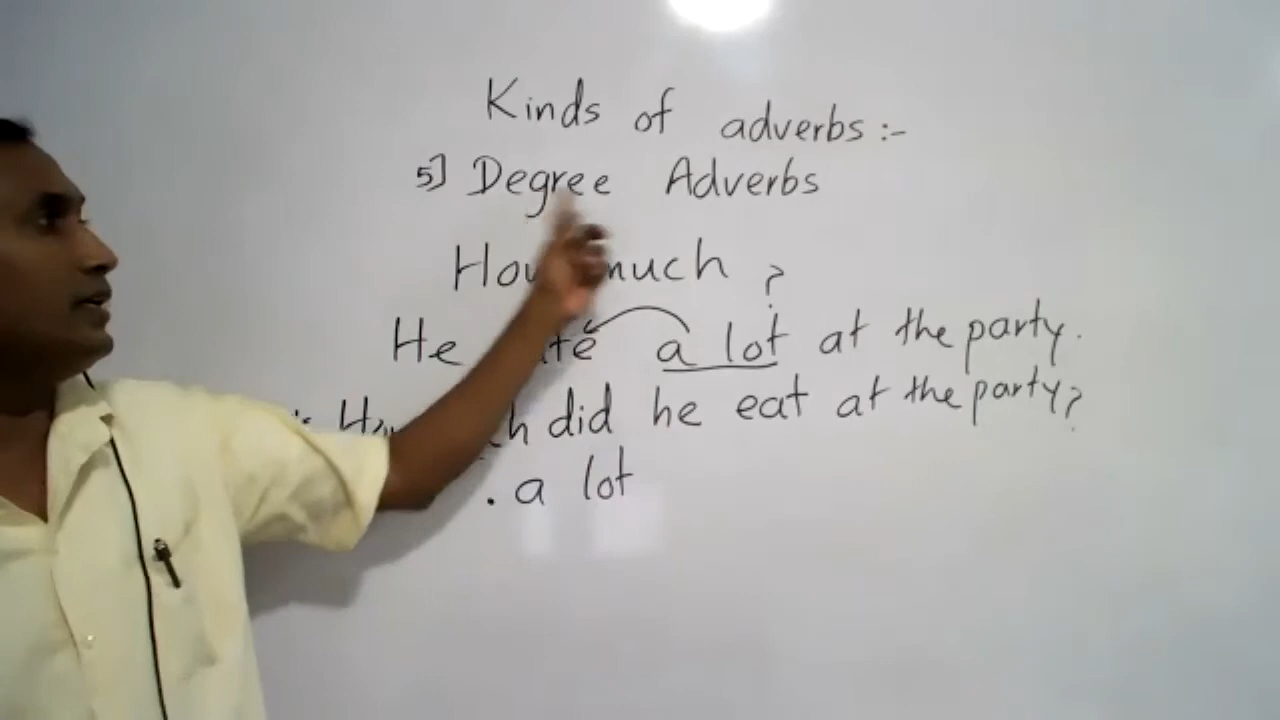 Kinds of adverbs :-
5] Degree Adverbs
much ?
He a lot at the party.
did he eat at the party?
. a lot